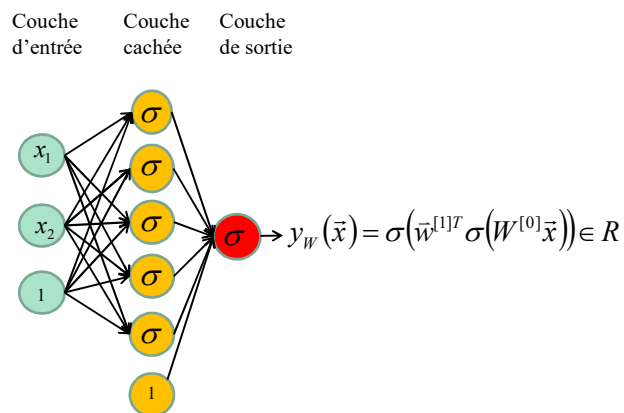 Couche
d'entrée
Couche
cachée
Couche
de sortie
x₁
x₂
1
σ
σ
σ
σ
σ
1
σ
y_W(x⃗) = σ(w⃗^{[1]T} σ(W^{[0]} x⃗)) ∈ R